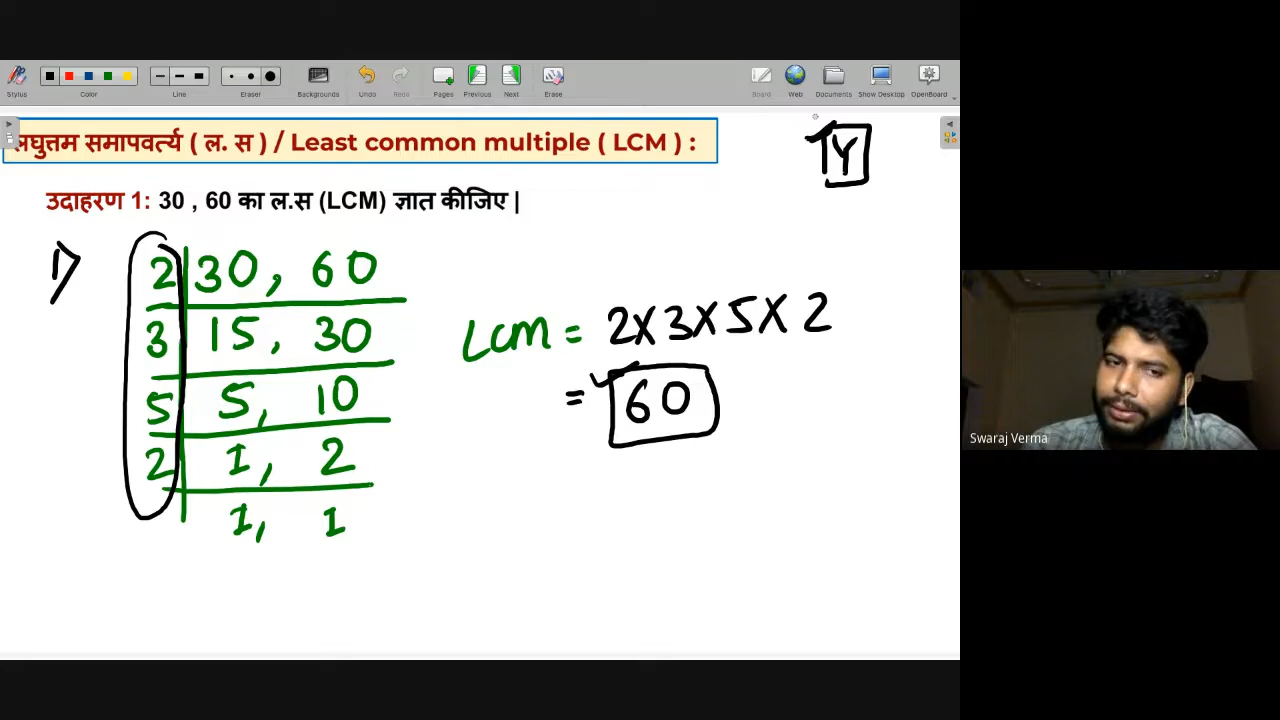 Stylus Color Line Eraser Backgrounds Undo Redo Pages Previous Next Erase Board Web Documents Show Desktop OpenBoard
लघुत्तम समापवर्त्य ( ल. स ) / Least common multiple ( LCM ) :
Y
उदाहरण 1: 30 , 60 का ल.स (LCM) ज्ञात कीजिए |
1)
2 30, 60
3 15, 30
5 5, 10
2 1, 2
1, 1
LCM = 2x3x5x2
= 60
Swaraj Verma